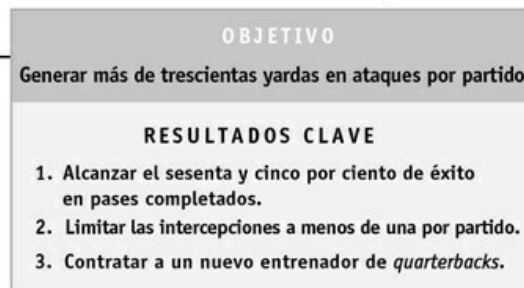 OBJETIVO
Generar más de trescientas yardas en ataques por partido
RESULTADOS CLAVE
1. Alcanzar el sesenta y cinco por ciento de éxito
en pases completados.
2. Limitar las intercepciones a menos de una por partido.
3. Contratar a un nuevo entrenador de quarterbacks.